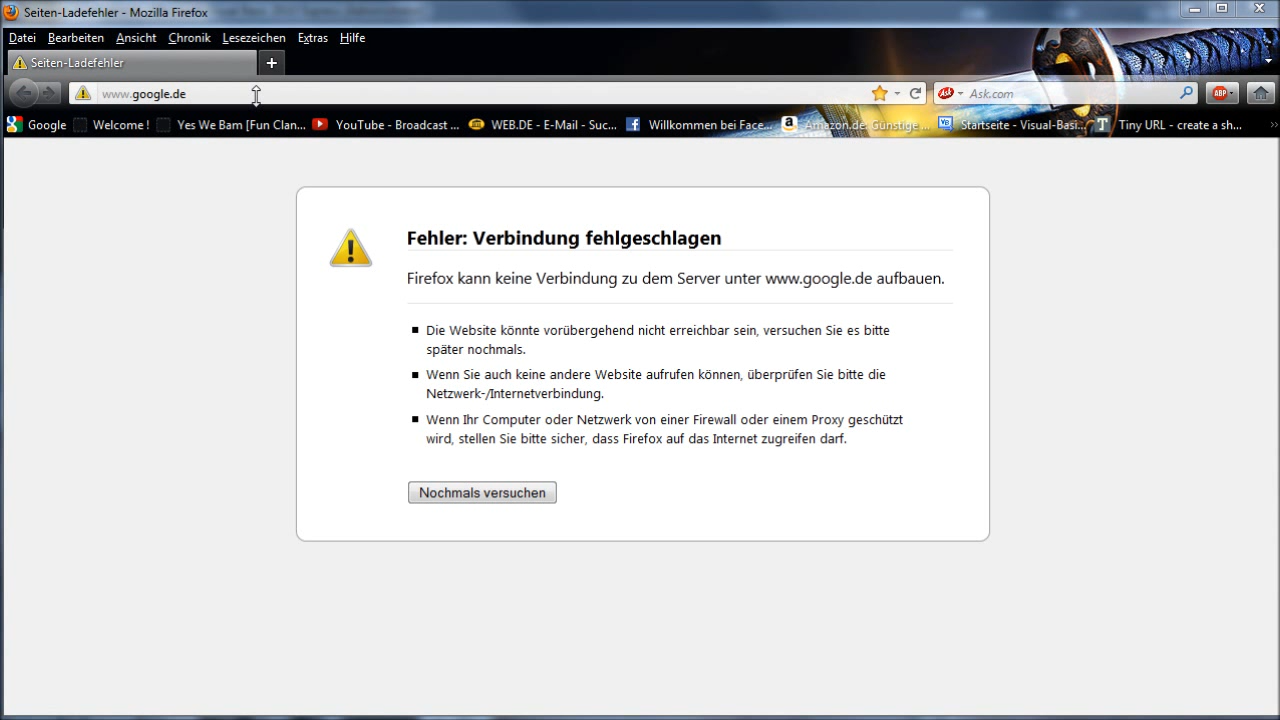 Seiten-Ladefehler - Mozilla Firefox
Datei Bearbeiten Ansicht Chronik Lesezeichen Extras Hilfe
Seiten-Ladefehler
www.google.de
Ask.com
Google Welcome ! Yes We Bam [Fun Clan... YouTube - Broadcast ... WEB.DE - E-Mail - Suc... Willkommen bei Face... Amazon.de: Günstige ... Startseite - Visual-Basi... Tiny URL - create a sh...
Fehler: Verbindung fehlgeschlagen
Firefox kann keine Verbindung zu dem Server unter www.google.de aufbauen.
Die Website könnte vorübergehend nicht erreichbar sein, versuchen Sie es bitte
später nochmals.
Wenn Sie auch keine andere Website aufrufen können, überprüfen Sie bitte die
Netzwerk-/Internetverbindung.
Wenn Ihr Computer oder Netzwerk von einer Firewall oder einem Proxy geschützt
wird, stellen Sie bitte sicher, dass Firefox auf das Internet zugreifen darf.
Nochmals versuchen